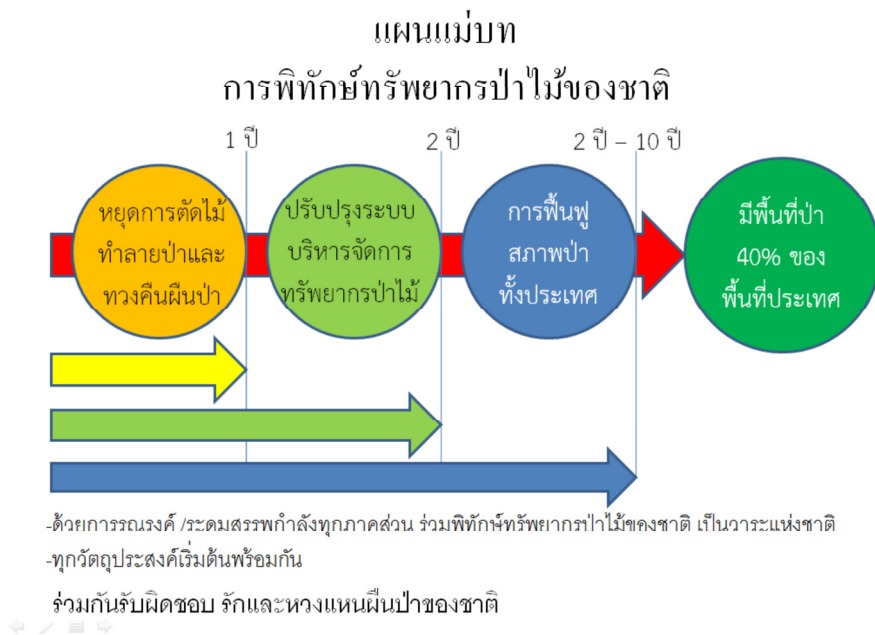 แผนแม่บท
การพิทักษ์ทรัพยากรป่าไม้ของชาติ
1 ปี
2 ปี
2 ปี – 10 ปี
หยุดการตัดไม้
ทำลายป่าและ
ทวงคืนผืนป่า
ปรับปรุงระบบ
บริหารจัดการ
ทรัพยากรป่าไม้
การฟื้นฟู
สภาพป่า
ทั้งประเทศ
มีพื้นที่ป่า
40% ของ
พื้นที่ประเทศ
-ด้วยการรณรงค์ /ระดมสรรพกำลังทุกภาคส่วน ร่วมพิทักษ์ทรัพยากรป่าไม้ของชาติ เป็นวาระแห่งชาติ
-ทุกวัตถุประสงค์เริ่มต้นพร้อมกัน
ร่วมกันรับผิดชอบ รักและหวงแหนผืนป่าของชาติ